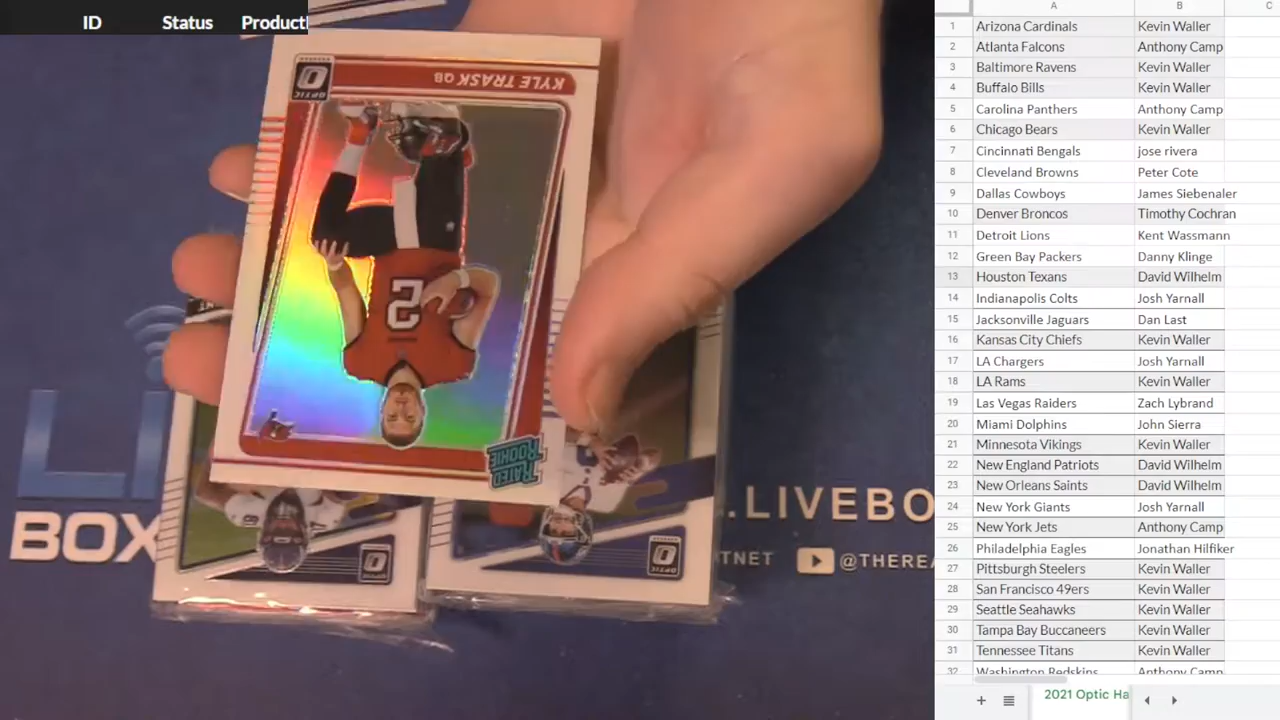 ID Status Product
KYLE TRASK QB
OPTIC
2
RATED ROOKIE
OPTIC
OPTIC
LI
BOX
.LIVEBO
TNET @THEREA
A B C
1 Arizona Cardinals Kevin Waller
2 Atlanta Falcons Anthony Camp
3 Baltimore Ravens Kevin Waller
4 Buffalo Bills Kevin Waller
5 Carolina Panthers Anthony Camp
6 Chicago Bears Kevin Waller
7 Cincinnati Bengals jose rivera
8 Cleveland Browns Peter Cote
9 Dallas Cowboys James Siebenaler
10 Denver Broncos Timothy Cochran
11 Detroit Lions Kent Wassmann
12 Green Bay Packers Danny Klinge
13 Houston Texans David Wilhelm
14 Indianapolis Colts Josh Yarnall
15 Jacksonville Jaguars Dan Last
16 Kansas City Chiefs Kevin Waller
17 LA Chargers Josh Yarnall
18 LA Rams Kevin Waller
19 Las Vegas Raiders Zach Lybrand
20 Miami Dolphins John Sierra
21 Minnesota Vikings Kevin Waller
22 New England Patriots David Wilhelm
23 New Orleans Saints David Wilhelm
24 New York Giants Josh Yarnall
25 New York Jets Anthony Camp
26 Philadelphia Eagles Jonathan Hilfiker
27 Pittsburgh Steelers Kevin Waller
28 San Francisco 49ers Kevin Waller
29 Seattle Seahawks Kevin Waller
30 Tampa Bay Buccaneers Kevin Waller
31 Tennessee Titans Kevin Waller
32 Washington Redskins Anthony Camp
2021 Optic Ha